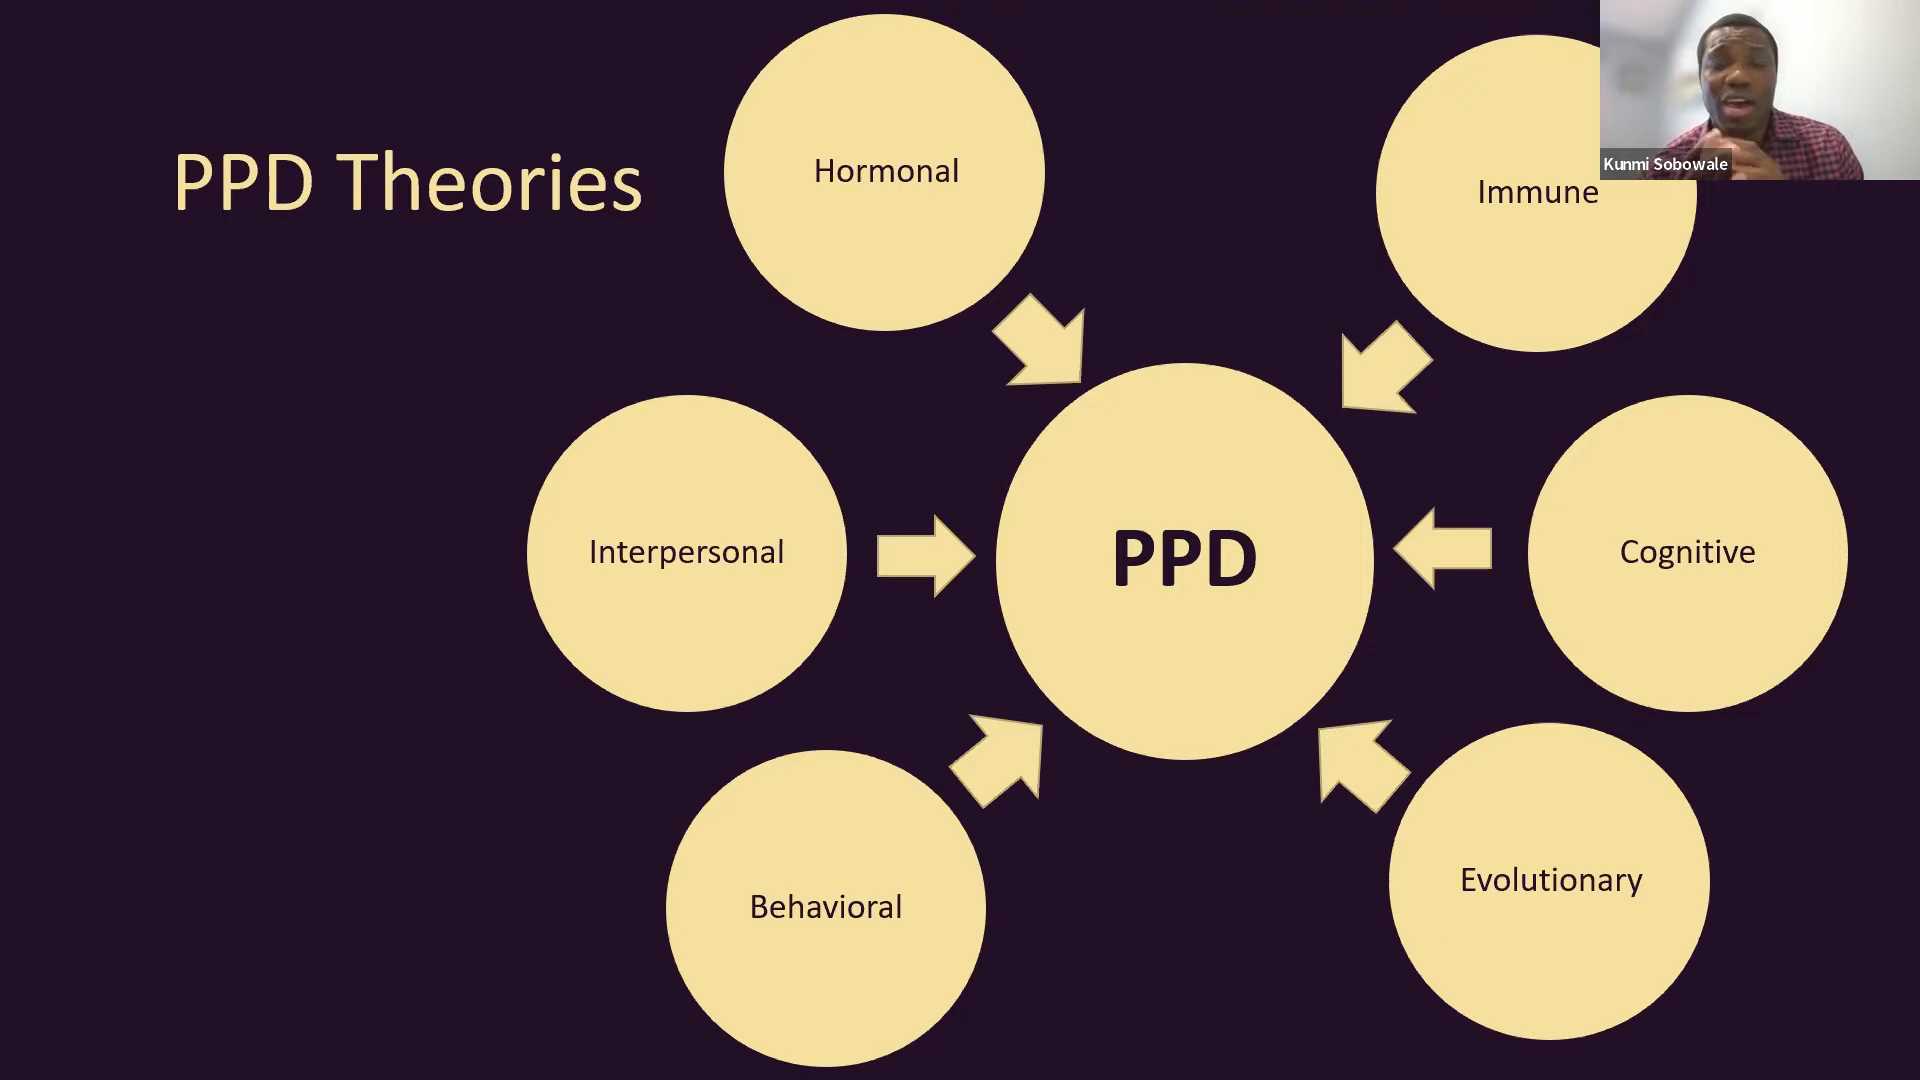 PPD Theories
Hormonal
Immune
Kunmi Sobowale
Interpersonal
PPD
Cognitive
Behavioral
Evolutionary